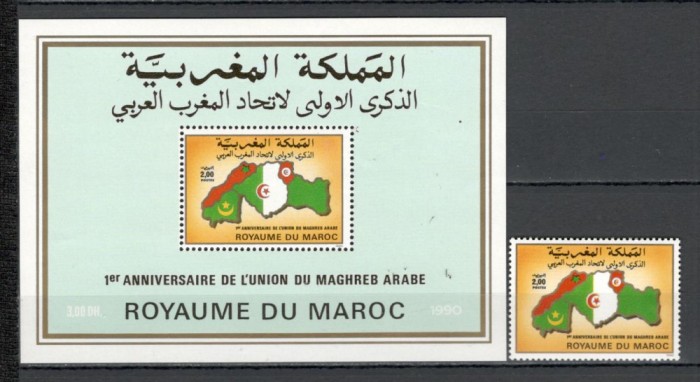 المملكة المغربية
الذكرى الاولى لاتحاد المغرب العربي
المملكة المغربية
الذكرى الاولى لاتحاد المغرب العربي
2,00
POSTES
1er ANNIVERSAIRE DE L'UNION DU MAGHREB ARABE
ROYAUME DU MAROC
1er ANNIVERSAIRE DE L'UNION DU MAGHREB ARABE
3,00 DH.
ROYAUME DU MAROC
1990
المملكة المغربية
الذكرى الاولى لاتحاد المغرب العربي
2,00
POSTES
1er ANNIVERSAIRE DE L'UNION DU MAGHREB ARABE
ROYAUME DU MAROC